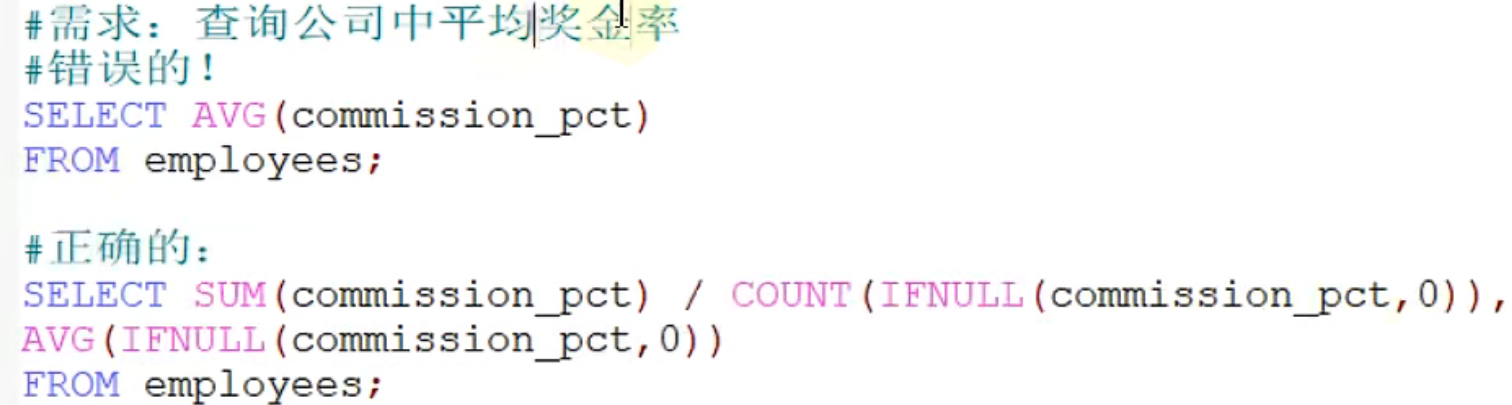 #需求：查询公司中平均奖金率
#错误的！
SELECT AVG(commission_pct)
FROM employees;
#正确的：
SELECT SUM(commission_pct) / COUNT(IFNULL(commission_pct,0)),
AVG(IFNULL(commission_pct,0))
FROM employees;